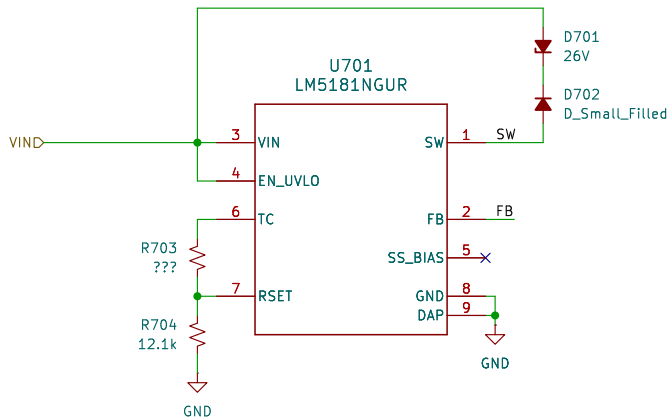 D701
26V
U701
LM5181NGUR
D702
D_Small_Filled
VIN
3
VIN
SW
1
SW
4
EN_UVLO
6
TC
FB
2
FB
R703
???
SS_BIAS
5
7
RSET
GND
8
DAP
9
R704
12.1k
GND
GND